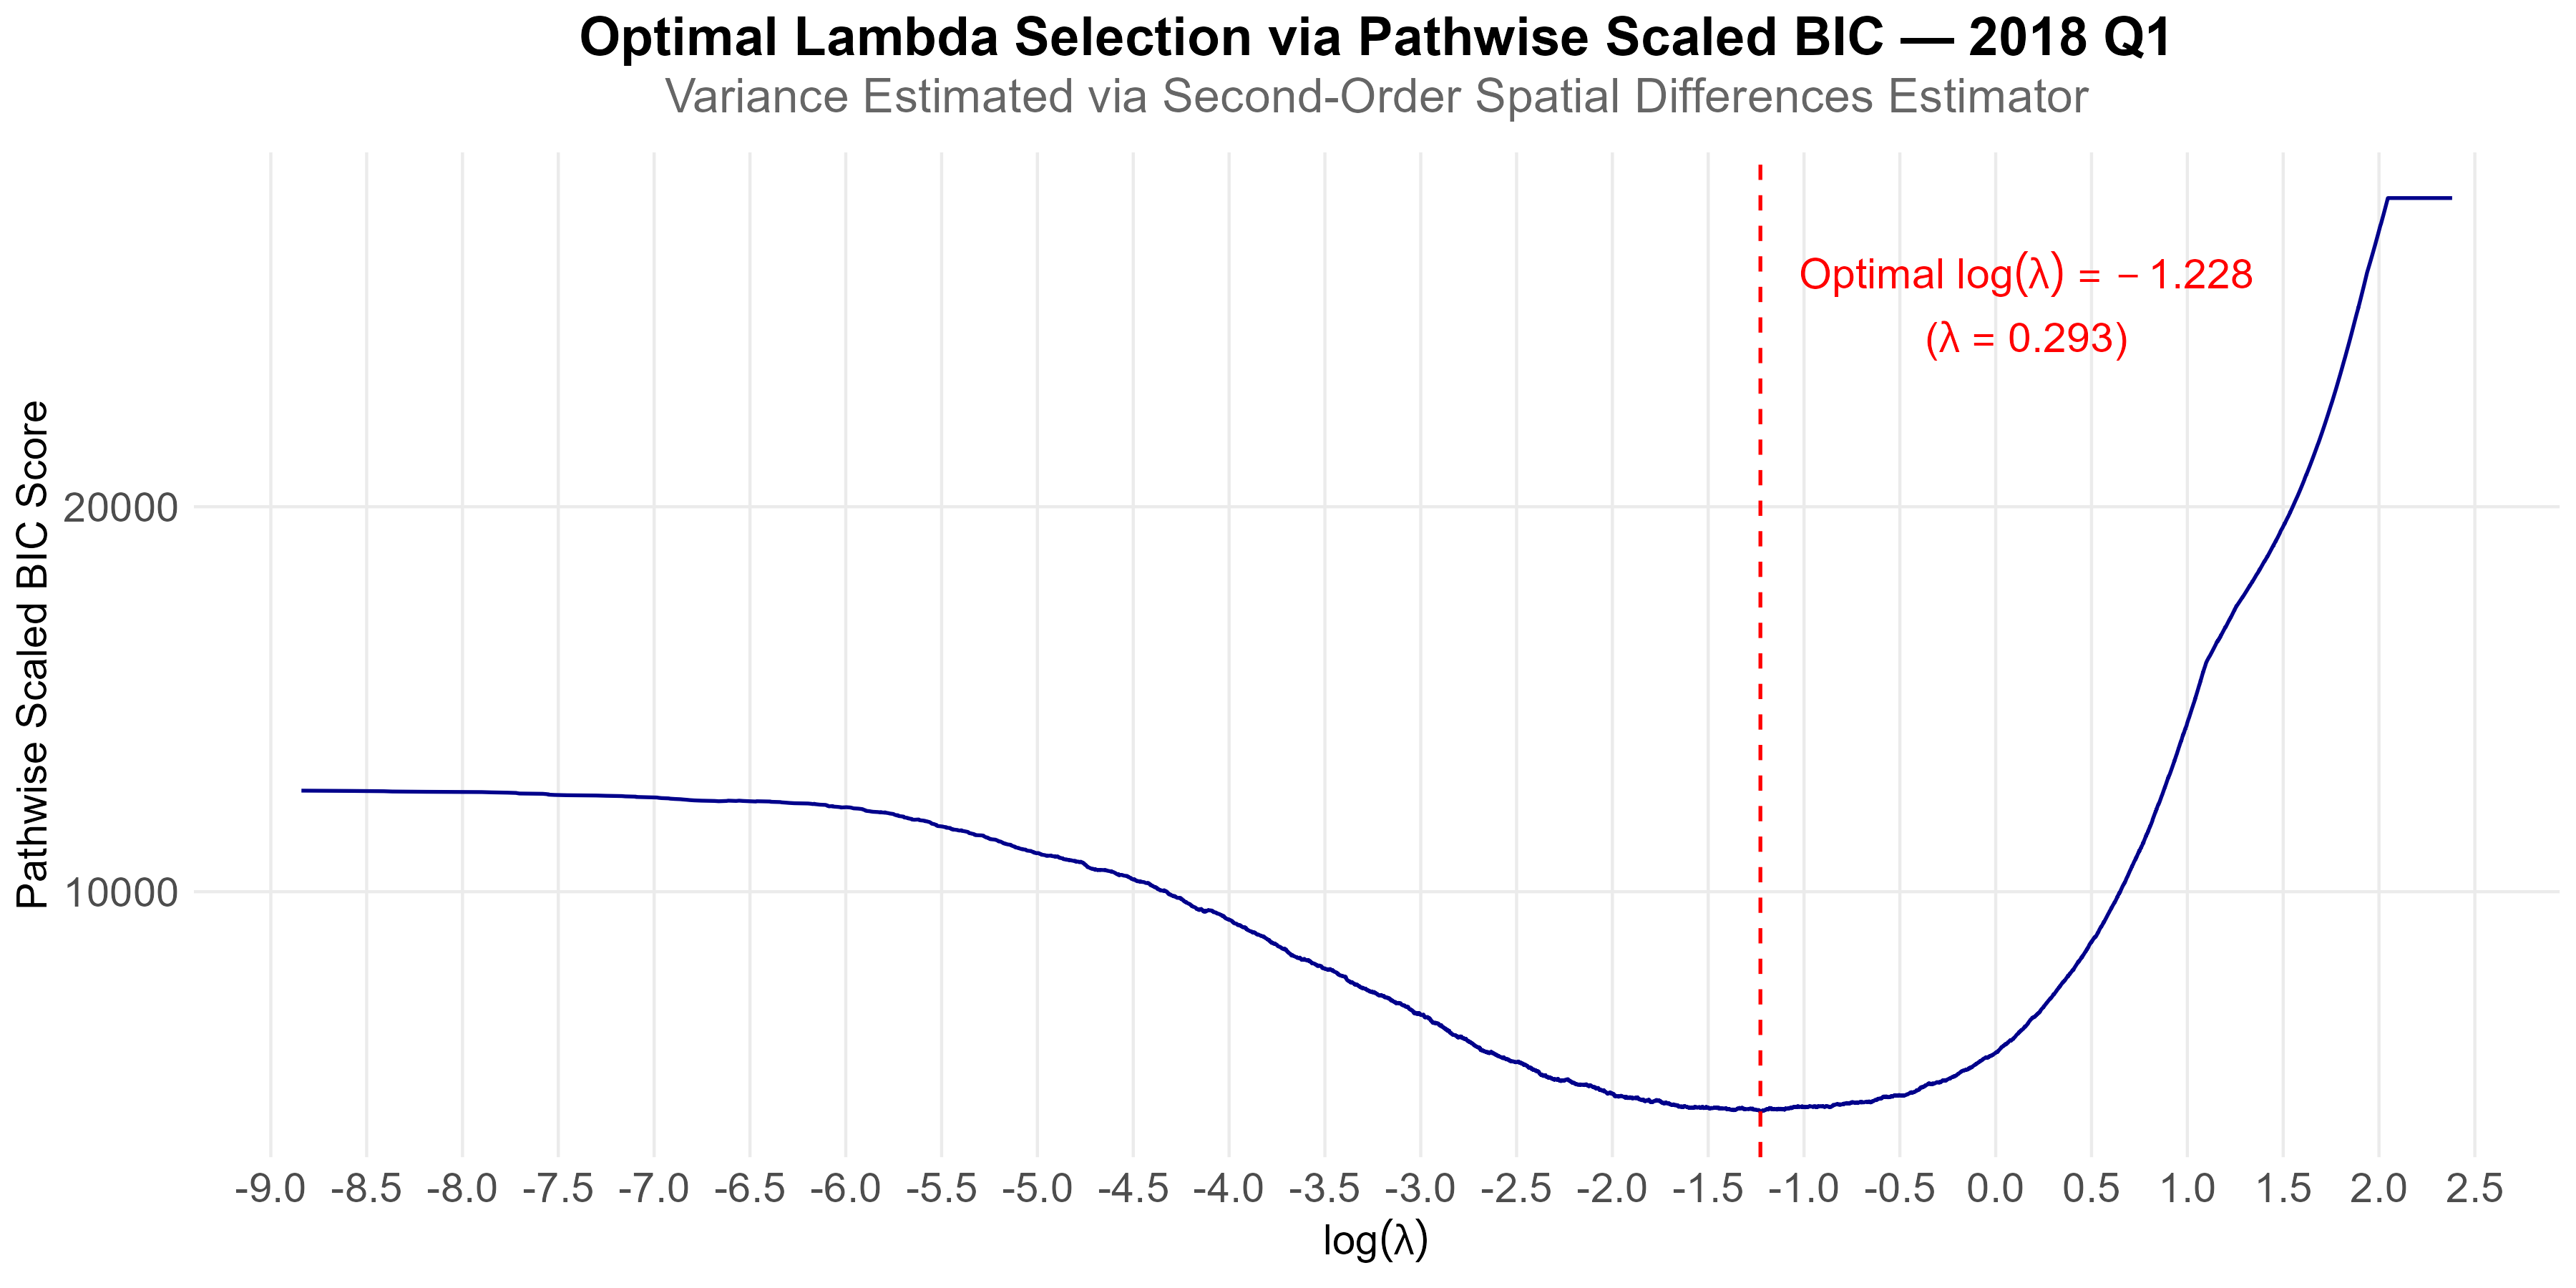 Optimal Lambda Selection via Pathwise Scaled BIC — 2018 Q1
Variance Estimated via Second-Order Spatial Differences Estimator
Optimal log(λ) = − 1.228
(λ = 0.293)
Pathwise Scaled BIC Score
20000
10000
-9.0 -8.5 -8.0 -7.5 -7.0 -6.5 -6.0 -5.5 -5.0 -4.5 -4.0 -3.5 -3.0 -2.5 -2.0 -1.5 -1.0 -0.5 0.0 0.5 1.0 1.5 2.0 2.5
log(λ)